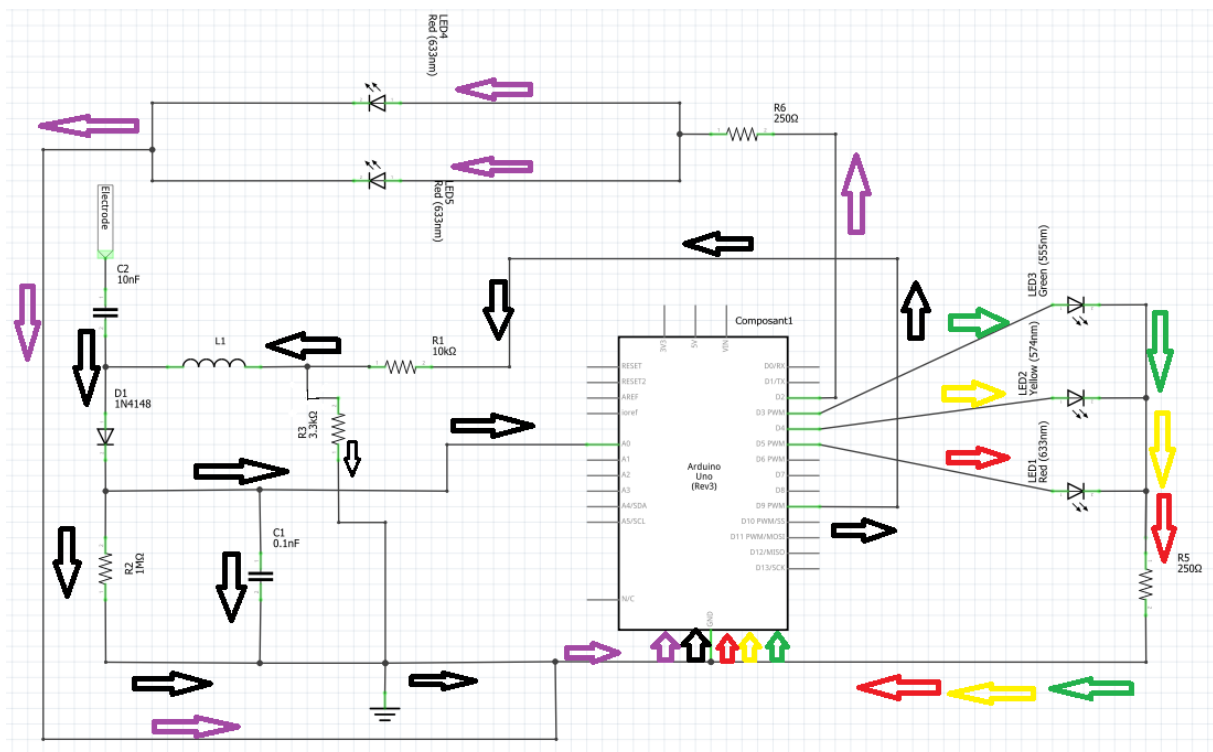 LED4
Red (633nm)
R6
250Ω
LED5
Red (633nm)
Electrode
C2
10nF
L1
R1
10kΩ
D1
1N4148
R3
3.3kΩ
R2
1MΩ
C1
0.1nF
Composant1
5V
VIN
RESET
RESET2
AREF
ioref
A0
A1
A2
A3
A4/SDA
A5/SCL
N/C
GND
Arduino
Uno
(Rev3)
D0/RX
D1/TX
D2
D3 PWM
D4
D5 PWM
D6 PWM
D7
D8
D9 PWM
D10 PWM/SS
D11 PWM/MOSI
D12/MISO
D13/SCK
LED3
Green (555nm)
LED2
Yellow (574nm)
LED1
Red (633nm)
R5
250Ω